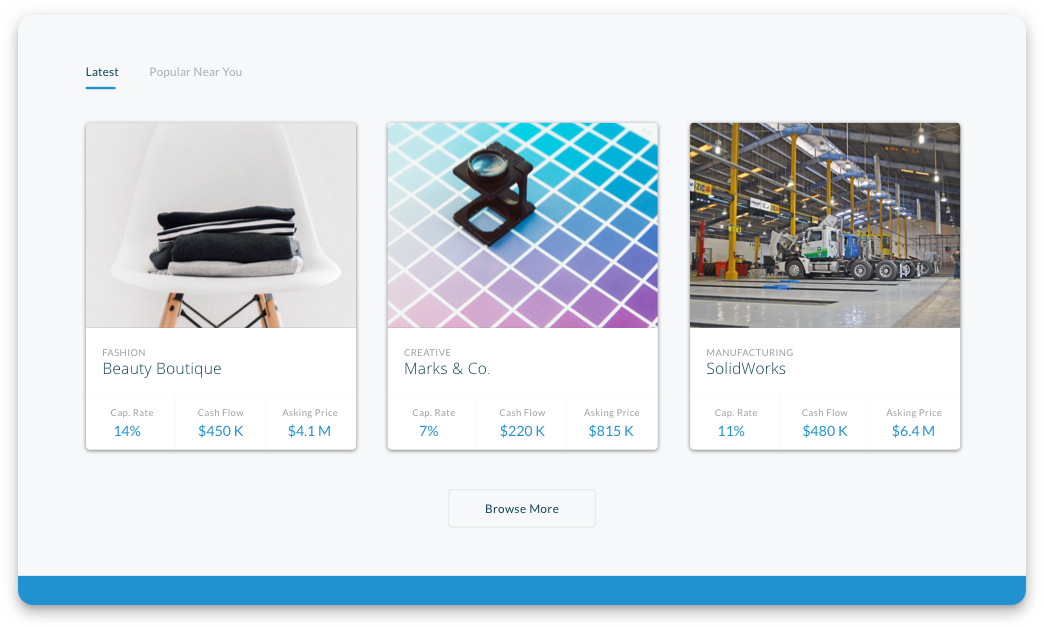 Latest Popular Near You
FASHION
Beauty Boutique
Cap. Rate Cash Flow Asking Price
14% $450 K $4.1 M
CREATIVE
Marks & Co.
Cap. Rate Cash Flow Asking Price
7% $220 K $815 K
MANUFACTURING
SolidWorks
Cap. Rate Cash Flow Asking Price
11% $480 K $6.4 M
Browse More